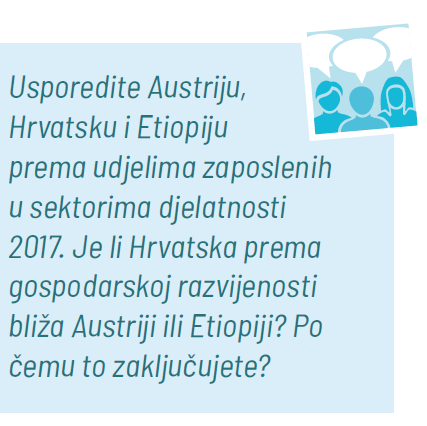 Usporedite Austriju,
Hrvatsku i Etiopiju
prema udjelima zaposlenih
u sektorima djelatnosti
2017. Je li Hrvatska prema
gospodarskoj razvijenosti
bliža Austriji ili Etiopiji? Po
čemu to zaključujete?